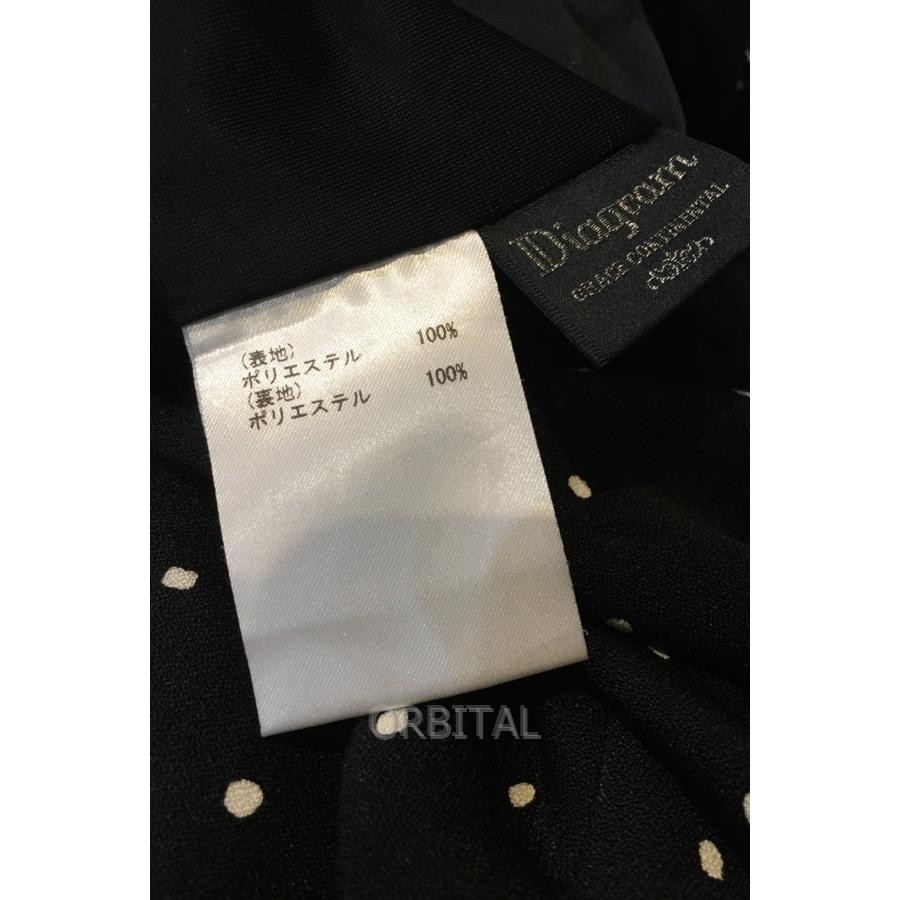 Diagram
GRACE CONTINENTAL
(表地)
ポリエステル 100%
(裏地)
ポリエステル 100%
ORBITAL